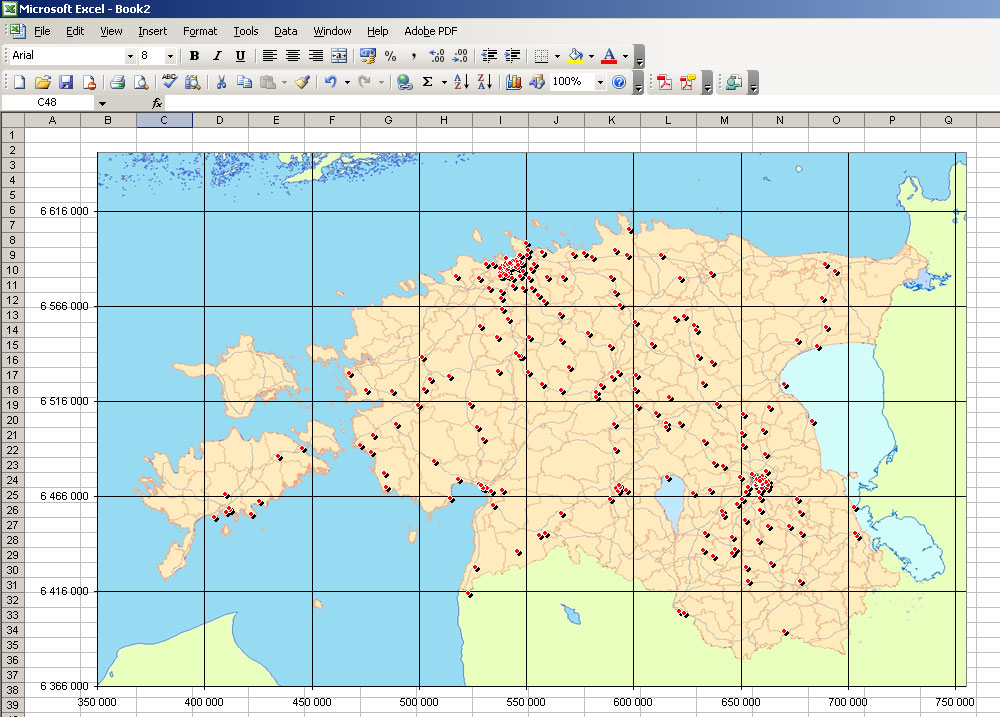 Microsoft Excel - Book2
File Edit View Insert Format Tools Data Window Help Adobe PDF
Arial 8 B I U % ,
ABC Σ A Z Z A 100% ?
C48 fx
A B C D E F G H I J K L M N O P Q
1
2
3
4
5
6 6 616 000
7
8
9
10
11
12 6 566 000
13
14
15
16
17
18
19 6 516 000
20
21
22
23
24
25 6 466 000
26
27
28
29
30
31 6 416 000
32
33
34
35
36
37
38 6 366 000
39 350 000 400 000 450 000 500 000 550 000 600 000 650 000 700 000 750 000